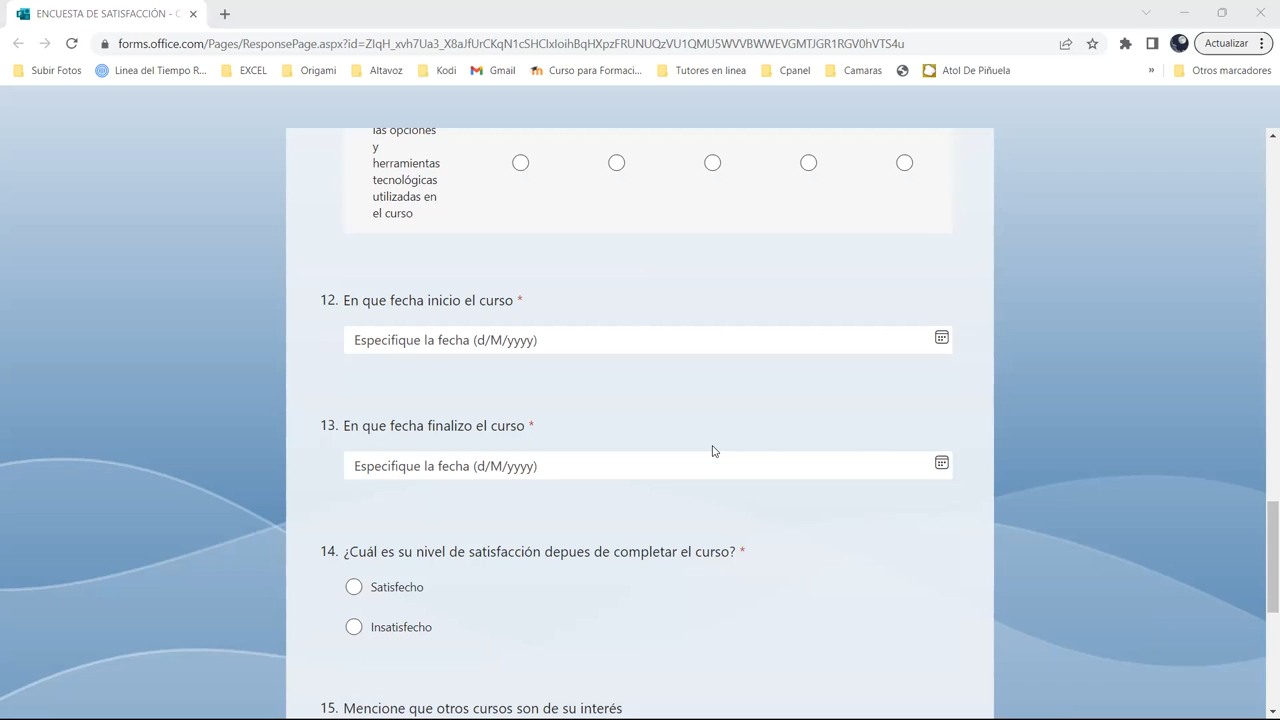 ENCUESTA DE SATISFACCIÓN - C
forms.office.com/Pages/ResponsePage.aspx?id=ZIqH_xvh7Ua3_X8aJfUtCKqN1cSHCIxIoihBqHXpzFRUNUQzVU1QMU5WVDBWWEVGMTJGR1RGV0hVTS4u
Actualizar
Subir Fotos
Linea del Tiempo R...
EXCEL
Origami
Altavoz
Kodi
Gmail
Curso para Formaci...
Tutores en linea
Cpanel
Camaras
Atol De Piñuela
»
Otros marcadores
las opciones
y
herramientas
tecnológicas
utilizadas en
el curso
12. En que fecha inicio el curso *
Especifique la fecha (d/M/yyyy)
13. En que fecha finalizo el curso *
Especifique la fecha (d/M/yyyy)
14. ¿Cuál es su nivel de satisfacción depues de completar el curso? *
Satisfecho
Insatisfecho
15. Mencione que otros cursos son de su interés